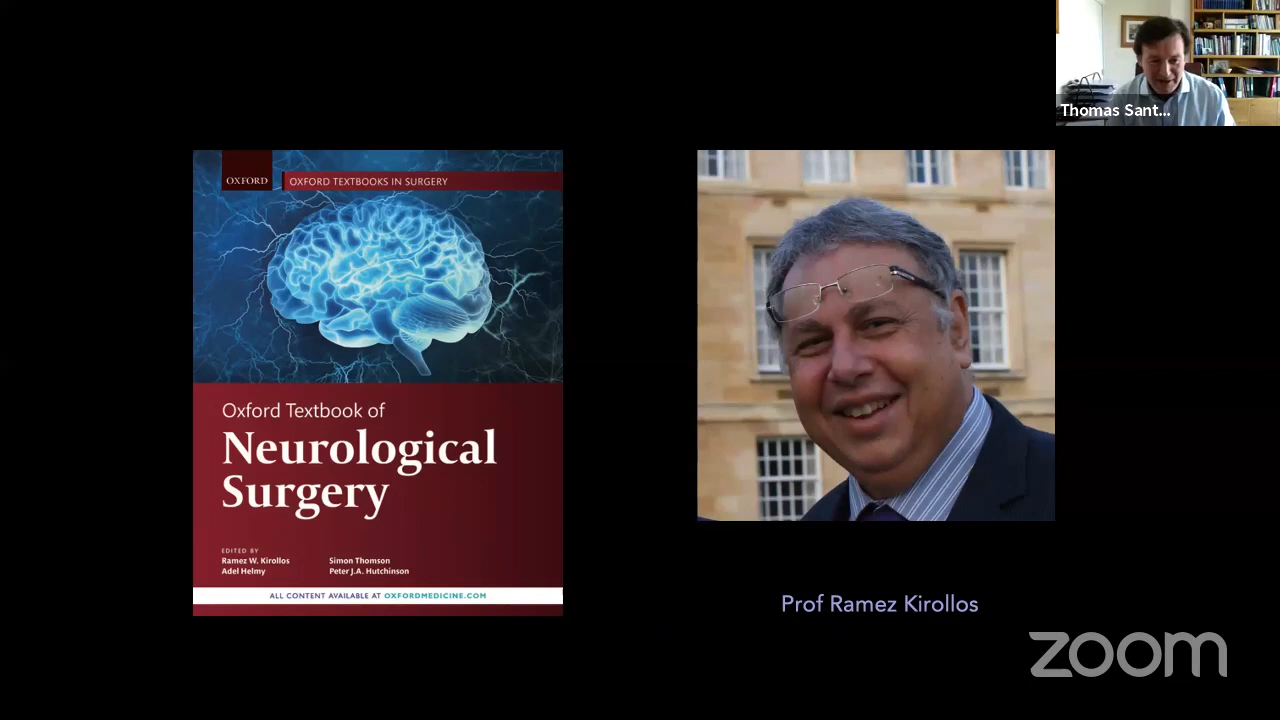 Thomas Sant...
OXFORD
OXFORD TEXTBOOKS IN SURGERY
Oxford Textbook of
Neurological
Surgery
EDITED BY
Ramez W. Kirollos
Adel Helmy
Simon Thomson
Peter J.A. Hutchinson
ALL CONTENT AVAILABLE AT OXFORDMEDICINE.COM
Prof Ramez Kirollos
zoom